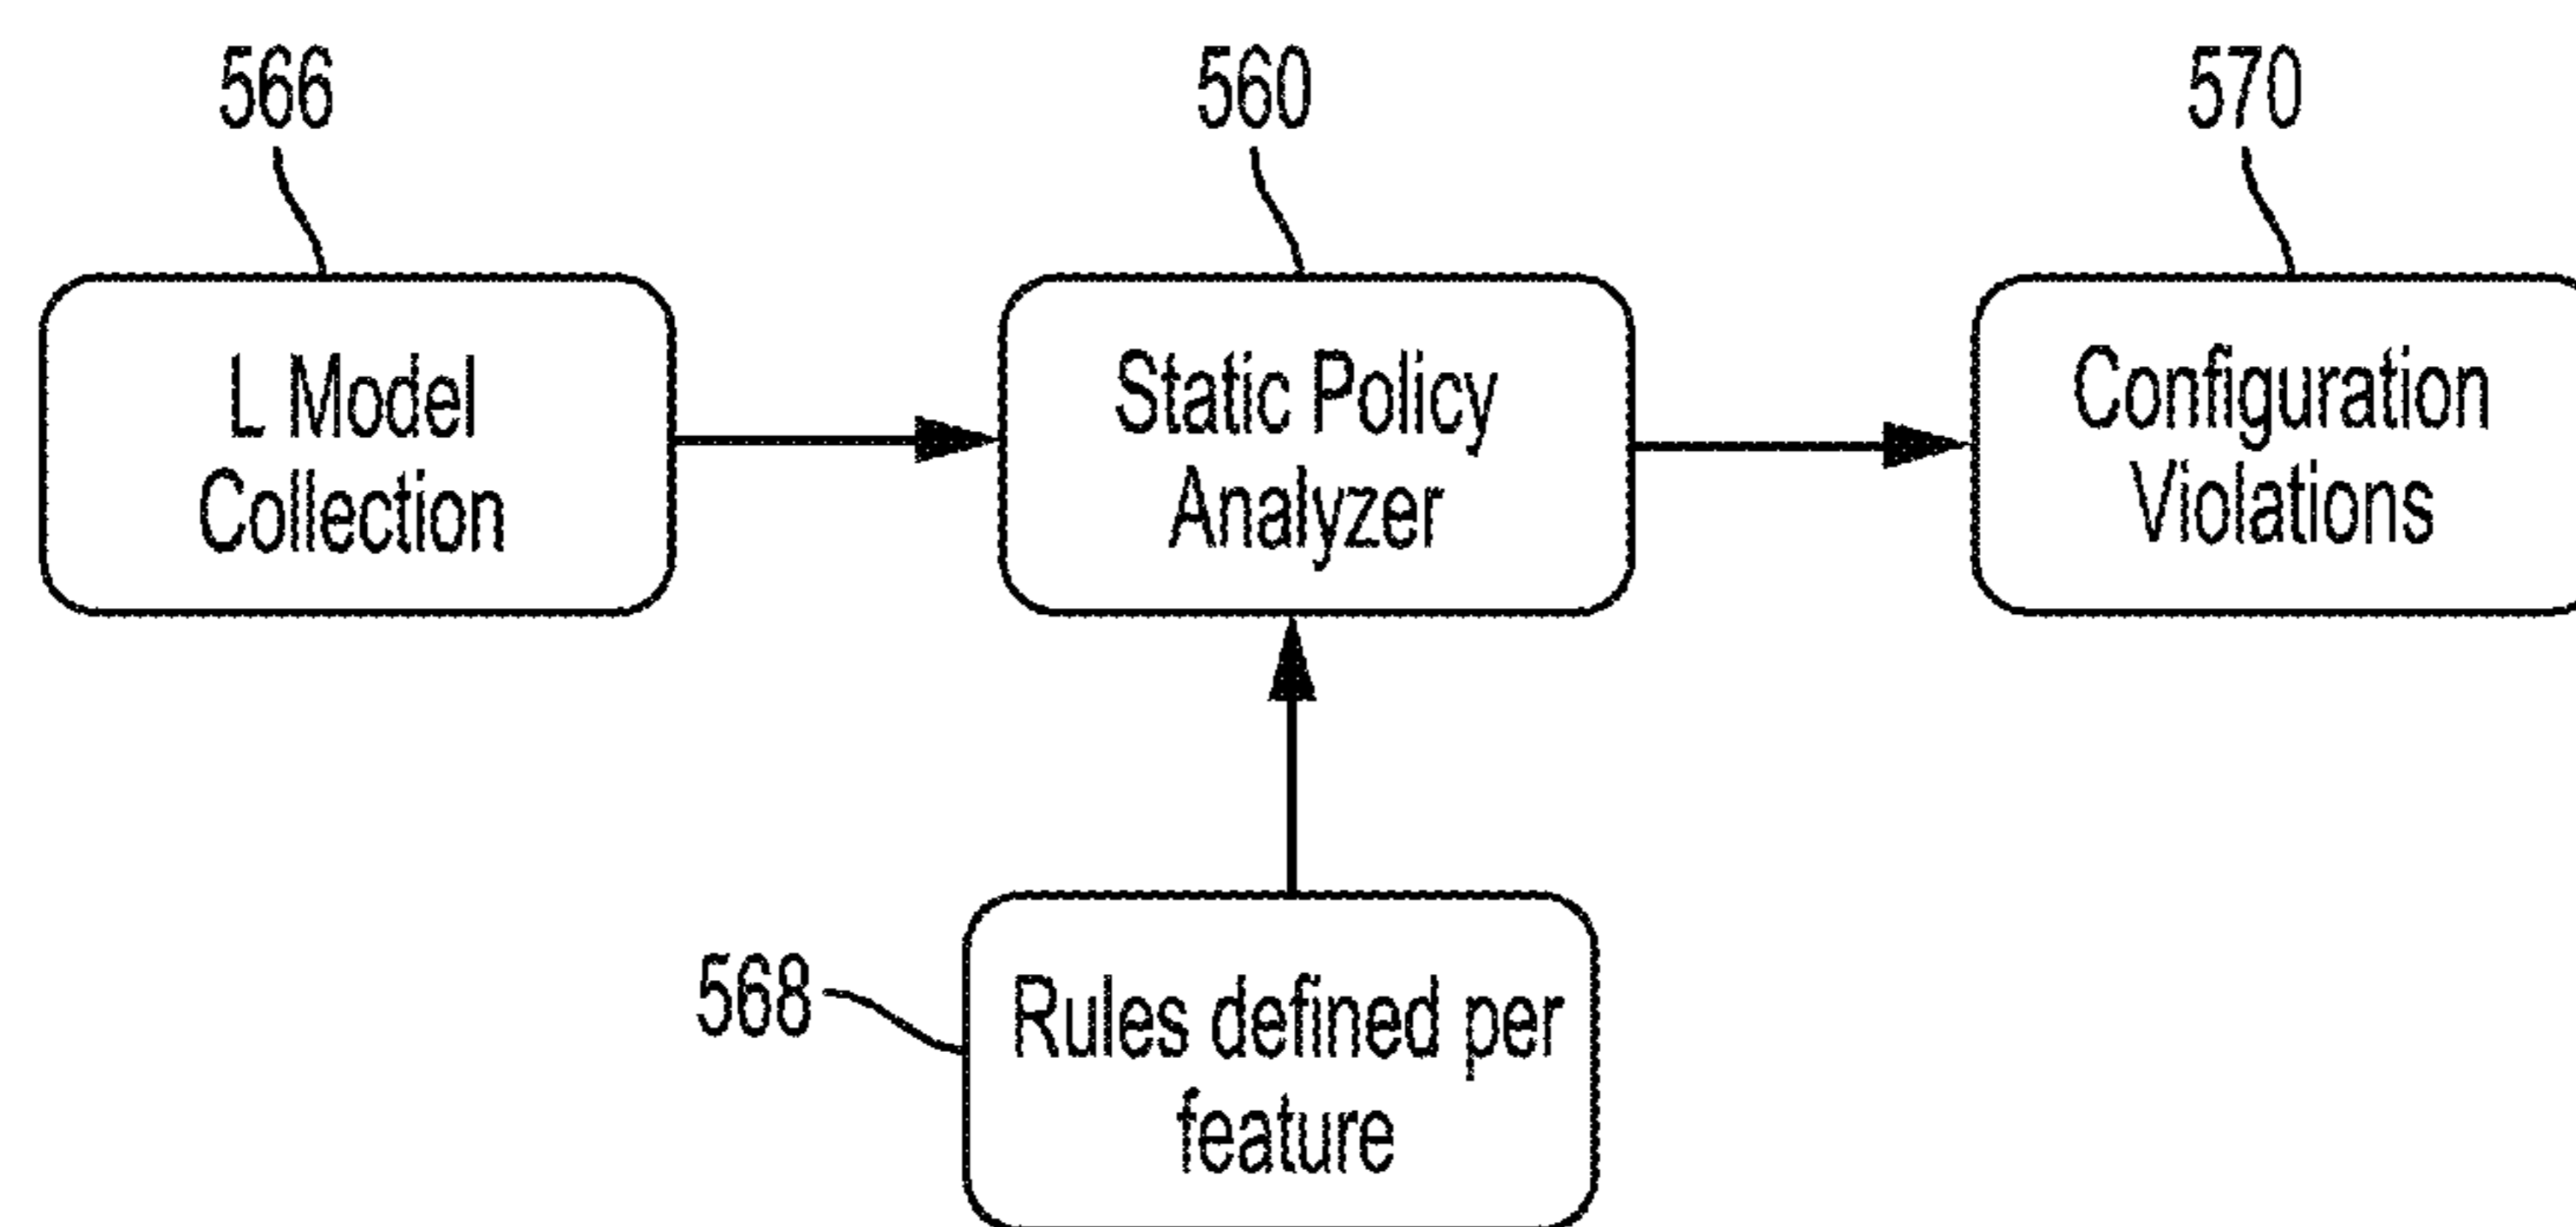 566
560
570
L Model
Collection
Static Policy
Analyzer
Configuration
Violations
568
Rules defined per
feature